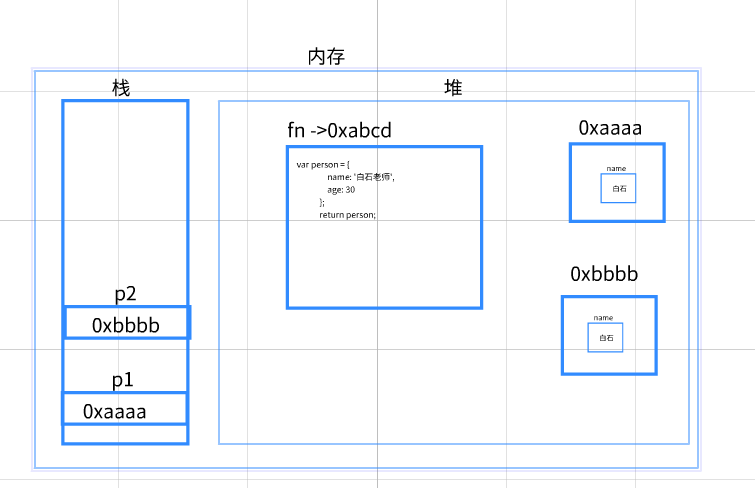 内存
栈
堆
fn ->0xabcd
var person = {
name: '白石老师',
age: 30
};
return person;
0xaaaa
name
白石
0xbbbb
name
白石
p2
0xbbbb
p1
0xaaaa